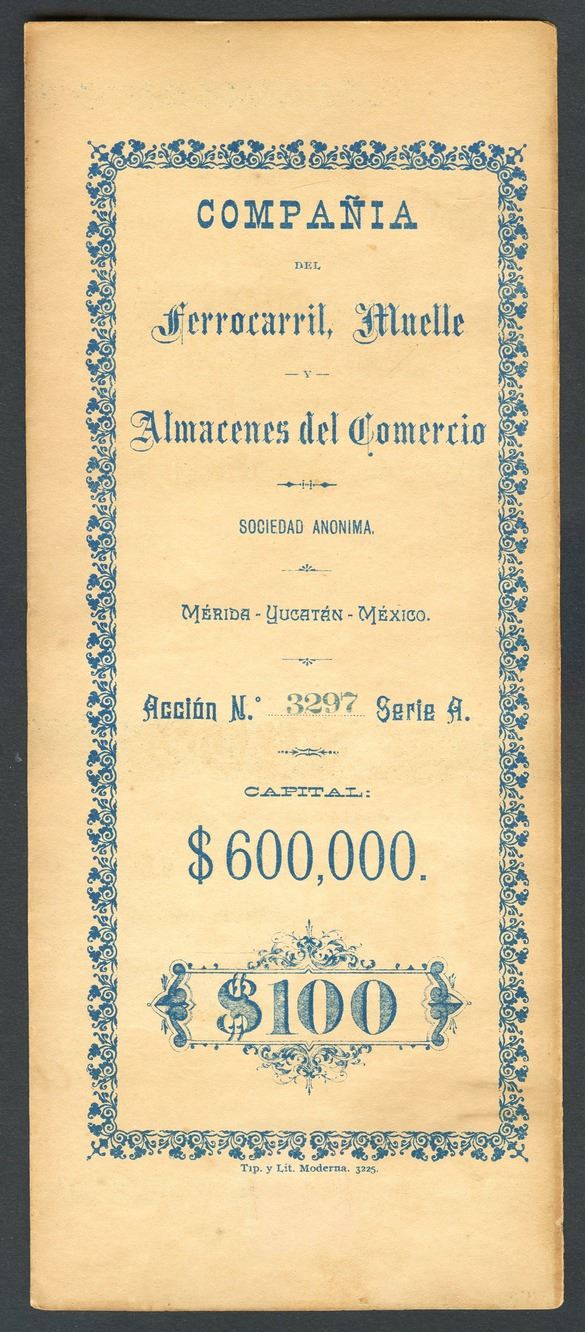 COMPAÑIA
DEL
Ferrocarril, Muelle
— Y —
Almacenes del Comercio
SOCIEDAD ANONIMA.
MÉRIDA - YUCATÁN - MÉXICO.
Acción N.° 3297 Serie A.
CAPITAL:
$600,000.
$100
Tip. y Lit. Moderna. 3225.